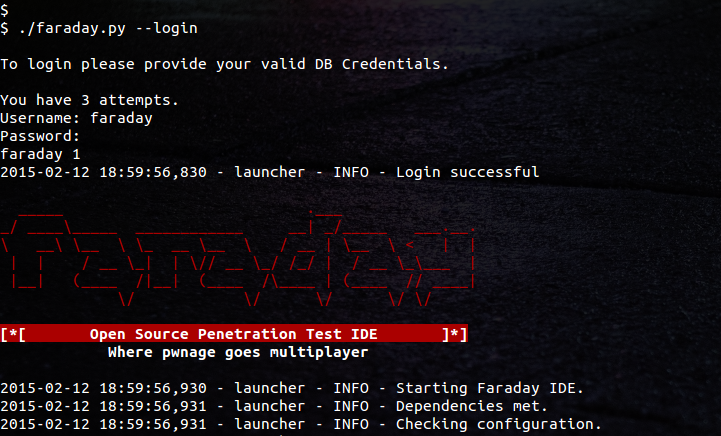 $
$ ./faraday.py --login
To login please provide your valid DB Credentials.
You have 3 attempts.
Username: faraday
Password:
faraday 1
2015-02-12 18:59:56,830 - launcher - INFO - Login successful
faraday
[*[       Open Source Penetration Test IDE       ]*]
Where pwnage goes multiplayer
2015-02-12 18:59:56,930 - launcher - INFO - Starting Faraday IDE.
2015-02-12 18:59:56,931 - launcher - INFO - Dependencies met.
2015-02-12 18:59:56,931 - launcher - INFO - Checking configuration.